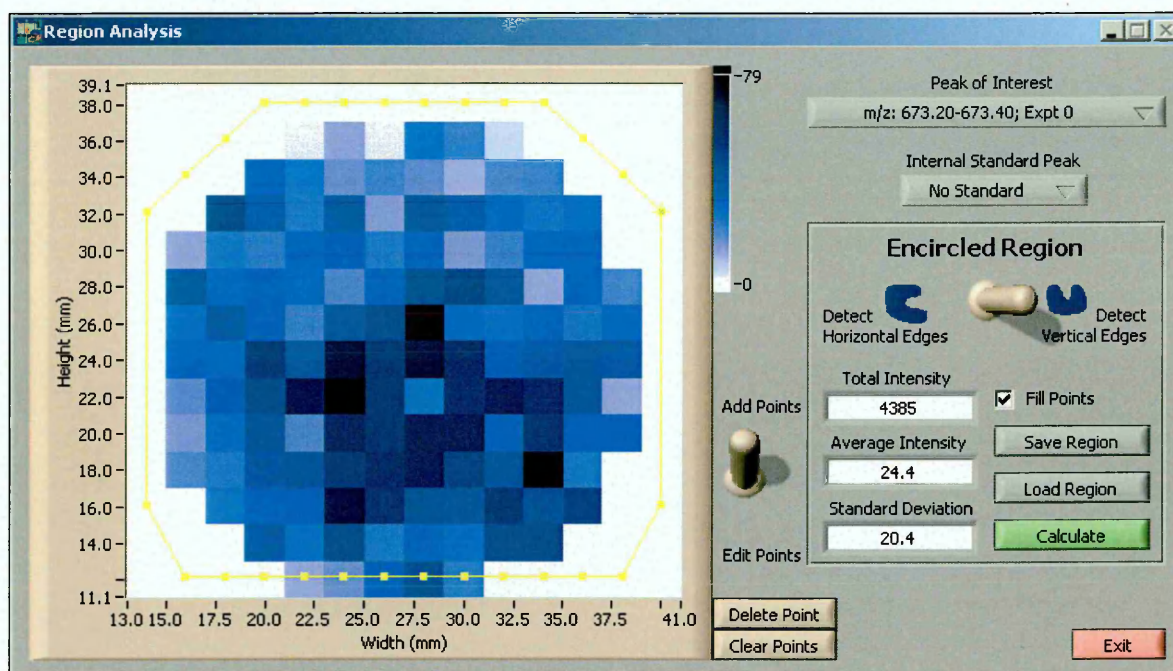 Region Analysis
39.1
38.0
36.0
34.0
32.0
30.0
28.0
26.0
24.0
22.0
20.0
18.0
16.0
14.0
11.1
Height (mm)
13.0 15.0 17.5 20.0 22.5 25.0 27.5 30.0 32.5 35.0 37.5 41.0
Width (mm)
-79
-0
Add Points
Edit Points
Delete Point
Clear Points
Peak of Interest
m/z: 673.20-673.40; Expt 0
Internal Standard Peak
No Standard
Encircled Region
Detect
Horizontal Edges
Detect
Vertical Edges
Total Intensity
4385
Fill Points
Average Intensity
24.4
Save Region
Load Region
Standard Deviation
20.4
Calculate
Exit